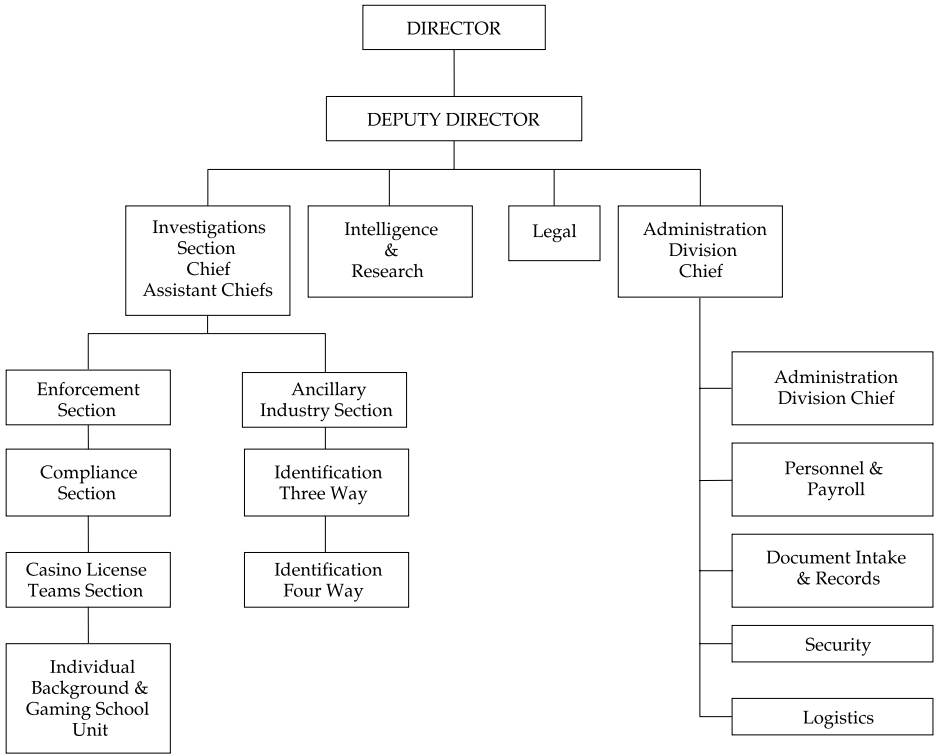 DIRECTOR
DEPUTY DIRECTOR
Investigations
Section
Chief
Assistant Chiefs
Intelligence
&
Research
Legal
Administration
Division
Chief
Enforcement
Section
Compliance
Section
Casino License
Teams Section
Individual
Background &
Gaming School
Unit
Ancillary
Industry Section
Identification
Three Way
Identification
Four Way
Administration
Division Chief
Personnel &
Payroll
Document Intake
& Records
Security
Logistics